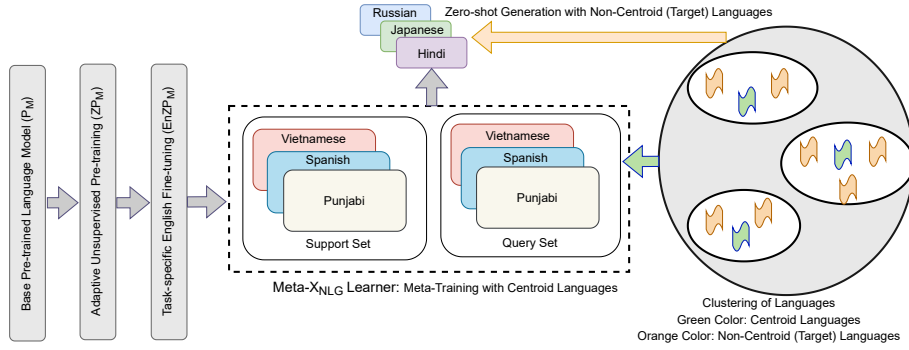 Russian
Japanese
Hindi
Zero-shot Generation with Non-Centroid (Target) Languages
Base Pre-trained Language Model (P_M)
Adaptive Unsupervised Pre-training (ZP_M)
Task-specific English Fine-tuning (EnZP_M)
Vietnamese
Spanish
Punjabi
Support Set
Vietnamese
Spanish
Punjabi
Query Set
Meta-X_NLG Learner: Meta-Training with Centroid Languages
Clustering of Languages
Green Color: Centroid Languages
Orange Color: Non-Centroid (Target) Languages